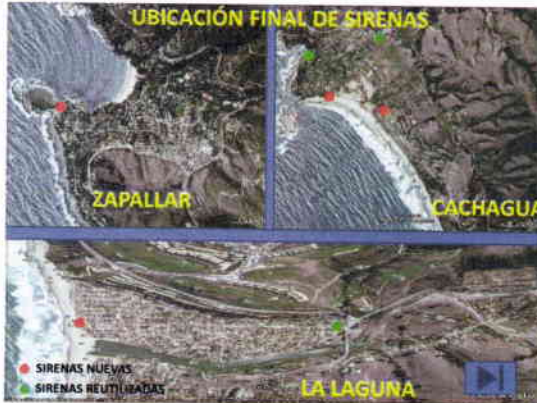 UBICACIÓN FINAL DE SIRENAS
ZAPALLAR
CACHAGUA
SIRENAS NUEVAS
SIRENAS REUTILIZADAS
LA LAGUNA